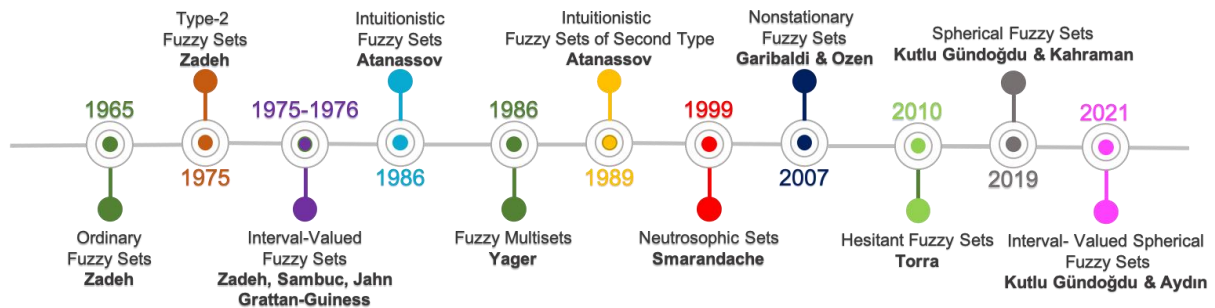 Type-2
Fuzzy Sets
Zadeh
Intuitionistic
Fuzzy Sets
Atanassov
Intuitionistic
Fuzzy Sets of Second Type
Atanassov
Nonstationary
Fuzzy Sets
Garibaldi & Ozen
Spherical Fuzzy Sets
Kutlu Gündoğdu & Kahraman
1965
1975-1976
1986
1999
2010
2021
1975
1986
1989
2007
2019
Ordinary
Fuzzy Sets
Zadeh
Interval-Valued
Fuzzy Sets
Zadeh, Sambuc, Jahn
Grattan-Guiness
Fuzzy Multisets
Yager
Neutrosophic Sets
Smarandache
Hesitant Fuzzy Sets
Torra
Interval- Valued Spherical
Fuzzy Sets
Kutlu Gündoğdu & Aydın